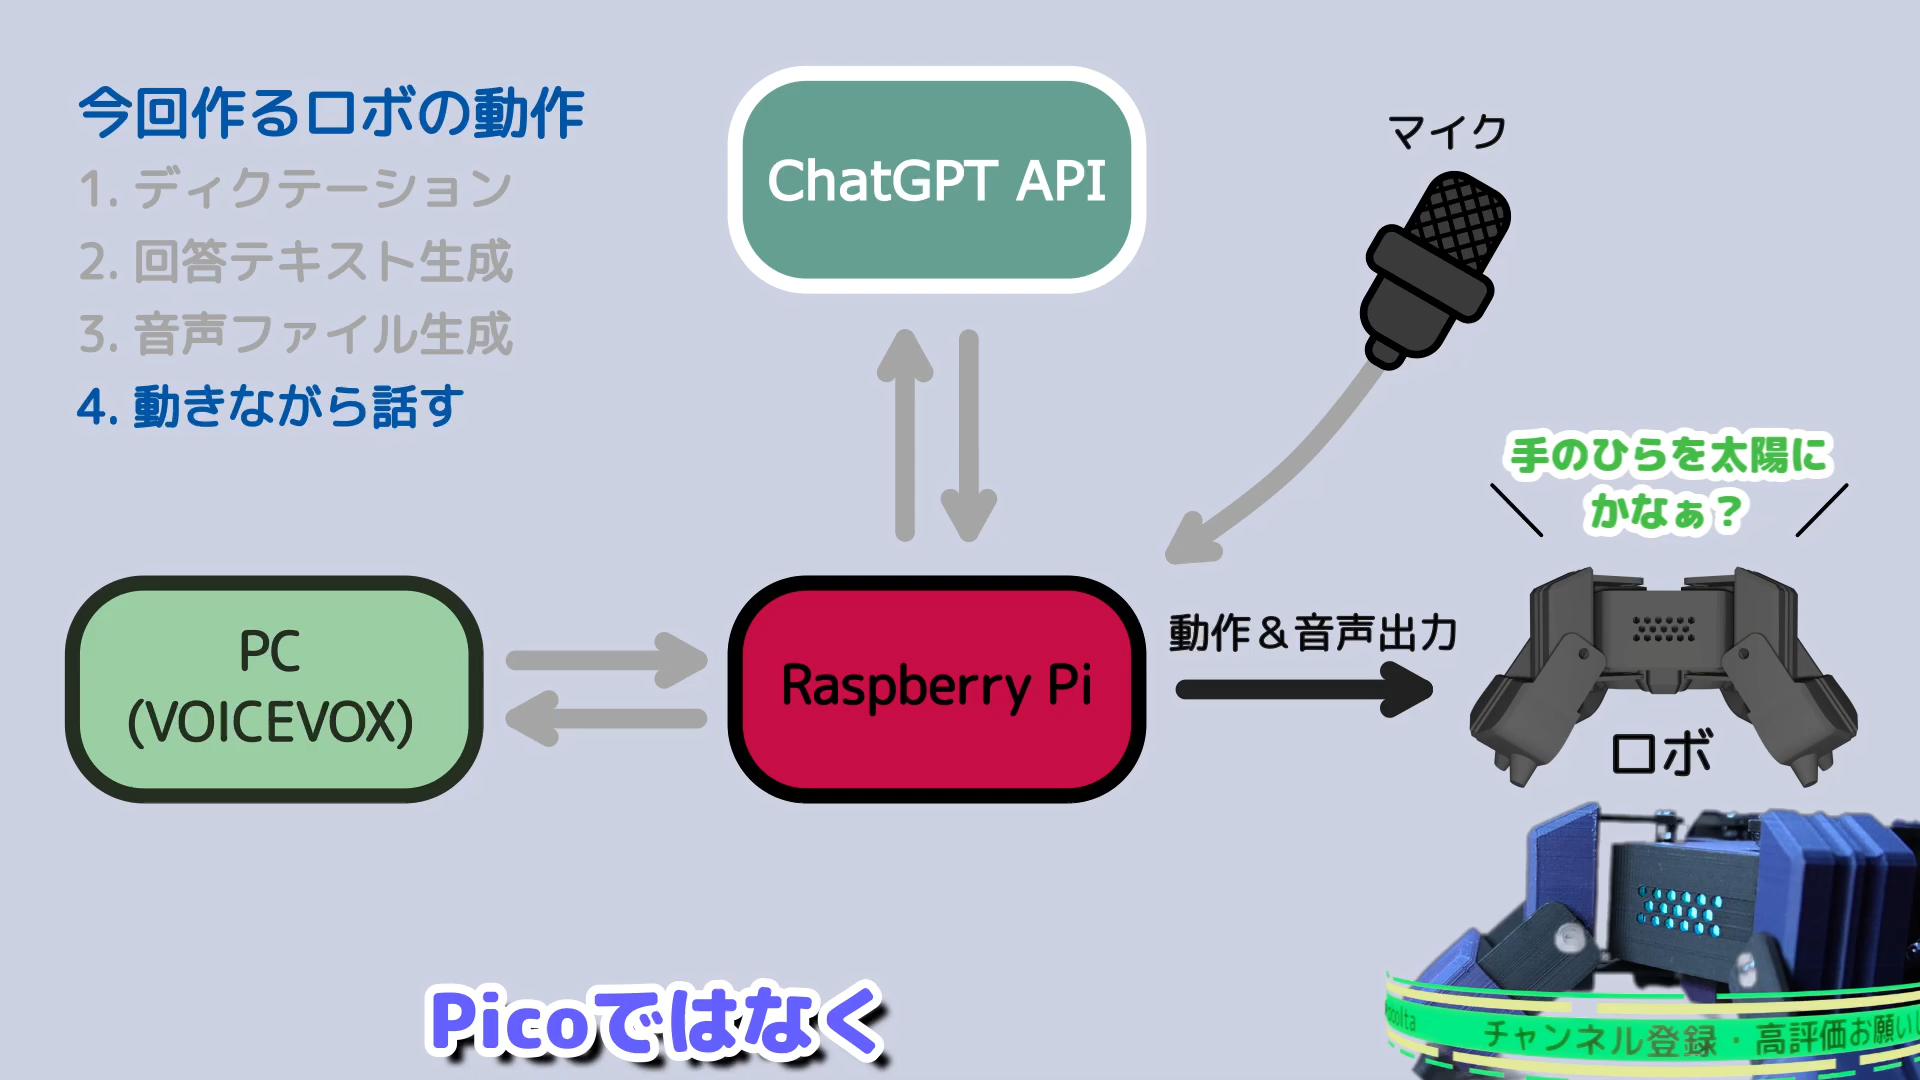 今回作るロボの動作
1. ディクテーション
2. 回答テキスト生成
3. 音声ファイル生成
4. 動きながら話す
ChatGPT API
マイク
手のひらを太陽に
かなぁ？
PC
(VOICEVOX)
Raspberry Pi
動作＆音声出力
ロボ
Picoではなく
チャンネル登録・高評価お願いし